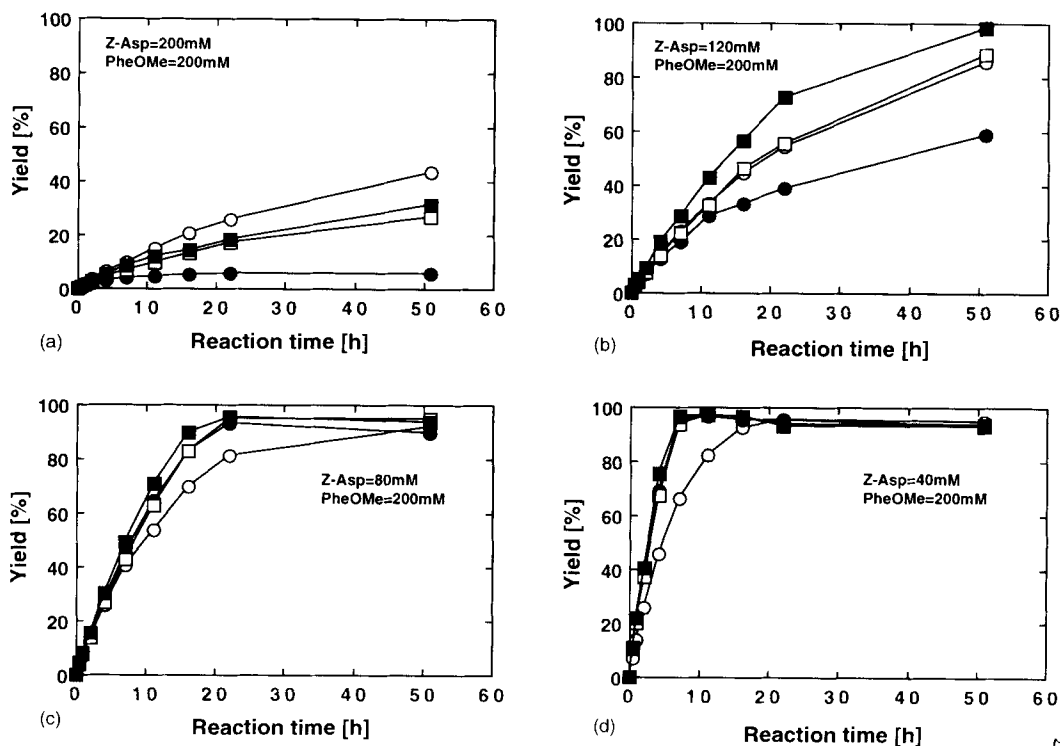 Z-Asp=200mM
PheOMe=200mM
Yield [%]
100
80
60
40
20
0
0 10 20 30 40 50 60
(a)
Reaction time [h]
Z-Asp=120mM
PheOMe=200mM
Yield [%]
100
80
60
40
20
0
0 10 20 30 40 50 60
(b)
Reaction time [h]
Z-Asp=80mM
PheOMe=200mM
Yield [%]
100
80
60
40
20
0
0 10 20 30 40 50 60
(c)
Reaction time [h]
Z-Asp=40mM
PheOMe=200mM
Yield [%]
100
80
60
40
20
0
0 10 20 30 40 50 60
(d)
Reaction time [h]